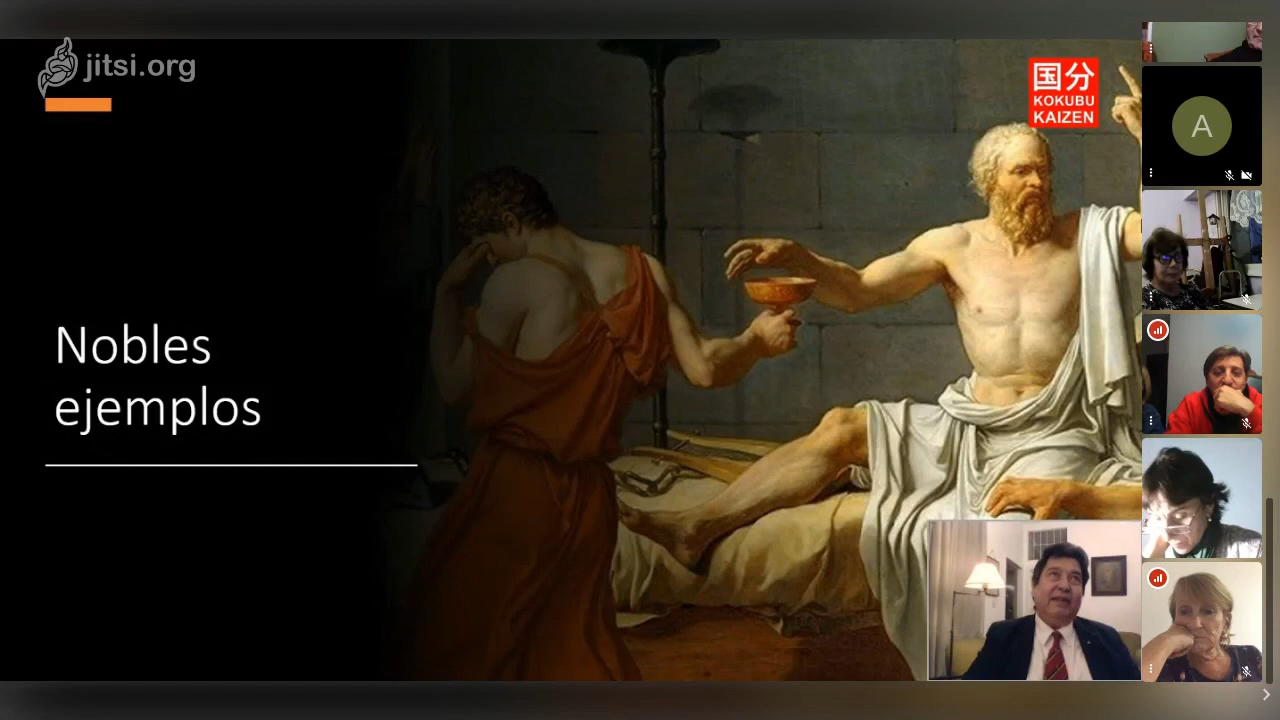 jitsi.org
国分
KOKUBU
KAIZEN
A
Nobles
ejemplos